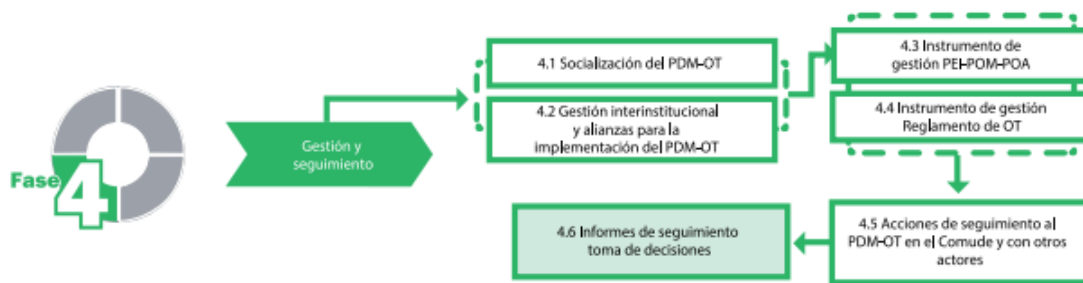 Fase
4
Gestión y
seguimiento
4.1 Socialización del PDM-OT
4.2 Gestión interinstitucional
y alianzas para la
implementación del PDM-OT
4.3 Instrumento de
gestión PEI-POM-POA
4.4 Instrumento de gestión
Reglamento de OT
4.5 Acciones de seguimiento al
PDM-OT en el Comude y con otros
actores
4.6 Informes de seguimiento
toma de decisiones